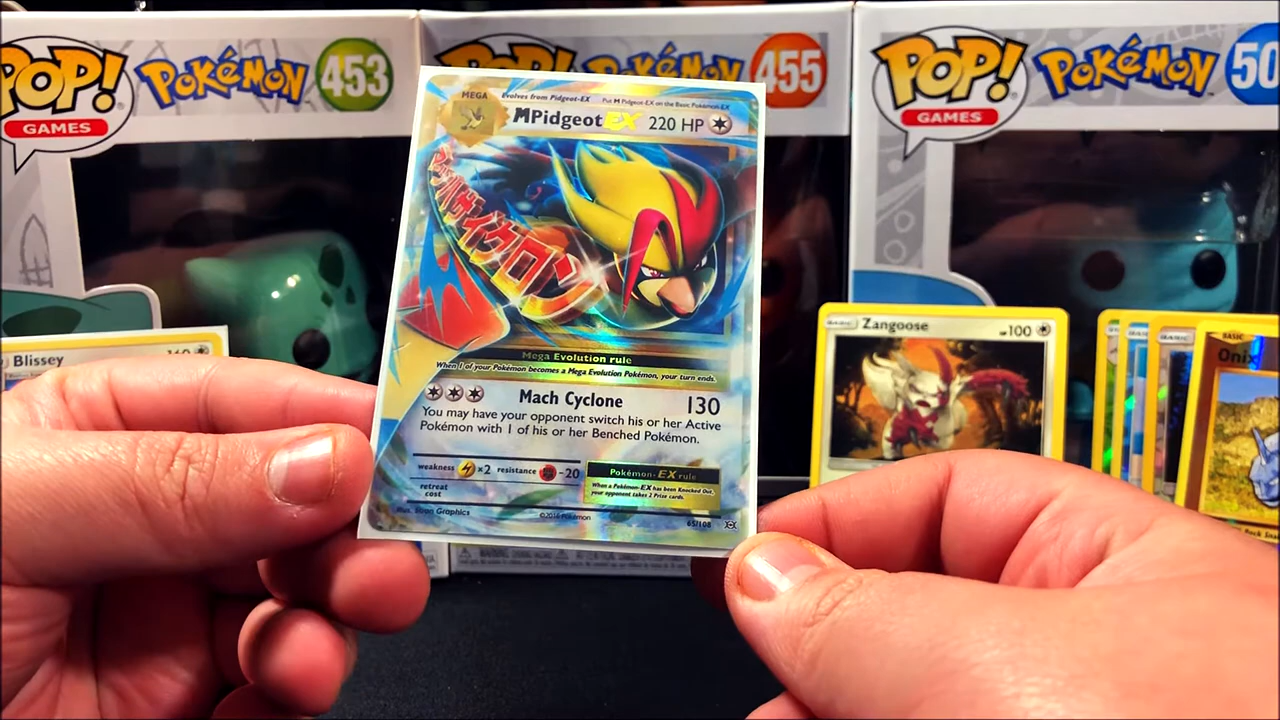 POP!
GAMES
POKéMON
453
POP!
POKéMON
455
POP!
GAMES
POKéMON
50
MEGA
Evolves from Pidgeot-EX
Put M Pidgeot-EX on the Basic Pokémon-EX
MPidgeot EX 220 HP
マッハサイクロン
Mega Evolution rule
When 1 of your Pokémon becomes a Mega Evolution Pokémon, your turn ends.
Mach Cyclone 130
You may have your opponent switch his or her Active
Pokémon with 1 of his or her Benched Pokémon.
weakness ×2 resistance -20
retreat
cost
Pokémon-EX rule
When a Pokémon-EX has been Knocked Out,
your opponent takes 2 Prize cards.
Illus. 5ban Graphics
©2016 Pokémon
65/108
Blissey
160
BASIC
Zangoose
HP100
BASIC
Onix